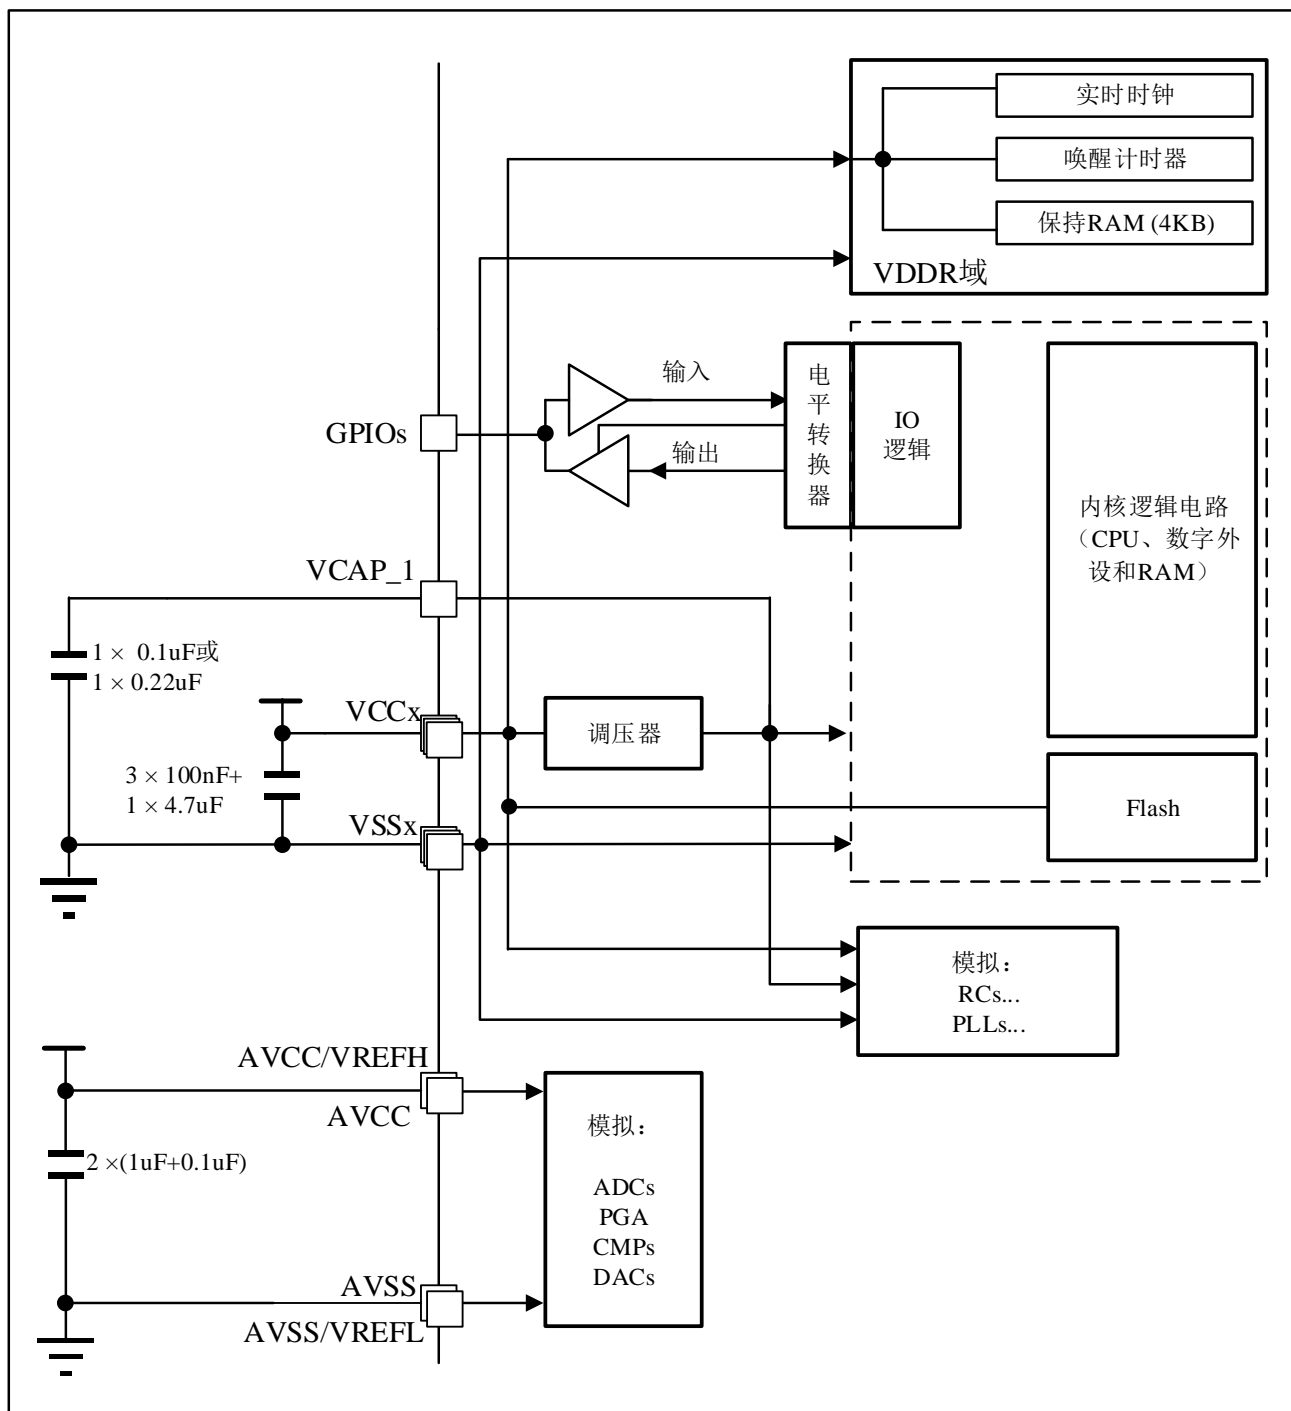 实时时钟
唤醒计时器
保持RAM (4KB)
VDDR域
输入
输出
GPIOs
电
平
转
换
器
IO
逻辑
内核逻辑电路
（CPU、数字外
设和RAM）
VCAP_1
1 × 0.1uF或
1 × 0.22uF
VCCx
调压器
3 × 100nF+
1 × 4.7uF
VSSx
Flash
模拟：
RCs...
PLLs...
AVCC/VREFH
AVCC
2 ×(1uF+0.1uF)
模拟：
ADCs
PGA
CMPs
DACs
AVSS
AVSS/VREFL